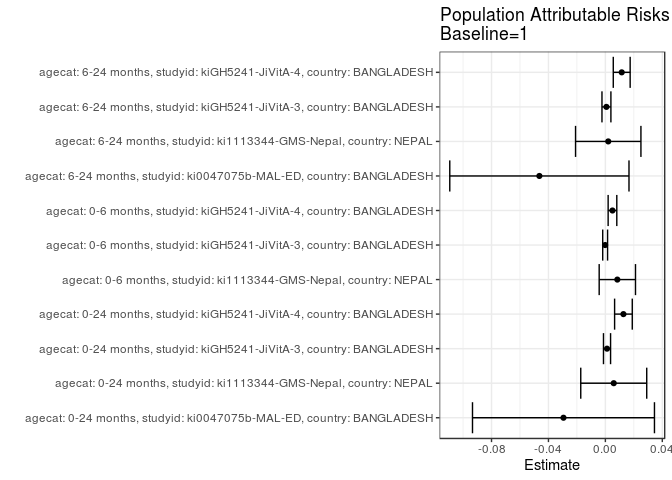 Population Attributable Risks
Baseline=1
agecat: 6-24 months, studyid: kiGH5241-JiVitA-4, country: BANGLADESH
agecat: 6-24 months, studyid: kiGH5241-JiVitA-3, country: BANGLADESH
agecat: 6-24 months, studyid: ki1113344-GMS-Nepal, country: NEPAL
agecat: 6-24 months, studyid: ki0047075b-MAL-ED, country: BANGLADESH
agecat: 0-6 months, studyid: kiGH5241-JiVitA-4, country: BANGLADESH
agecat: 0-6 months, studyid: kiGH5241-JiVitA-3, country: BANGLADESH
agecat: 0-6 months, studyid: ki1113344-GMS-Nepal, country: NEPAL
agecat: 0-24 months, studyid: kiGH5241-JiVitA-4, country: BANGLADESH
agecat: 0-24 months, studyid: kiGH5241-JiVitA-3, country: BANGLADESH
agecat: 0-24 months, studyid: ki1113344-GMS-Nepal, country: NEPAL
agecat: 0-24 months, studyid: ki0047075b-MAL-ED, country: BANGLADESH
-0.08 -0.04 0.00 0.04
Estimate